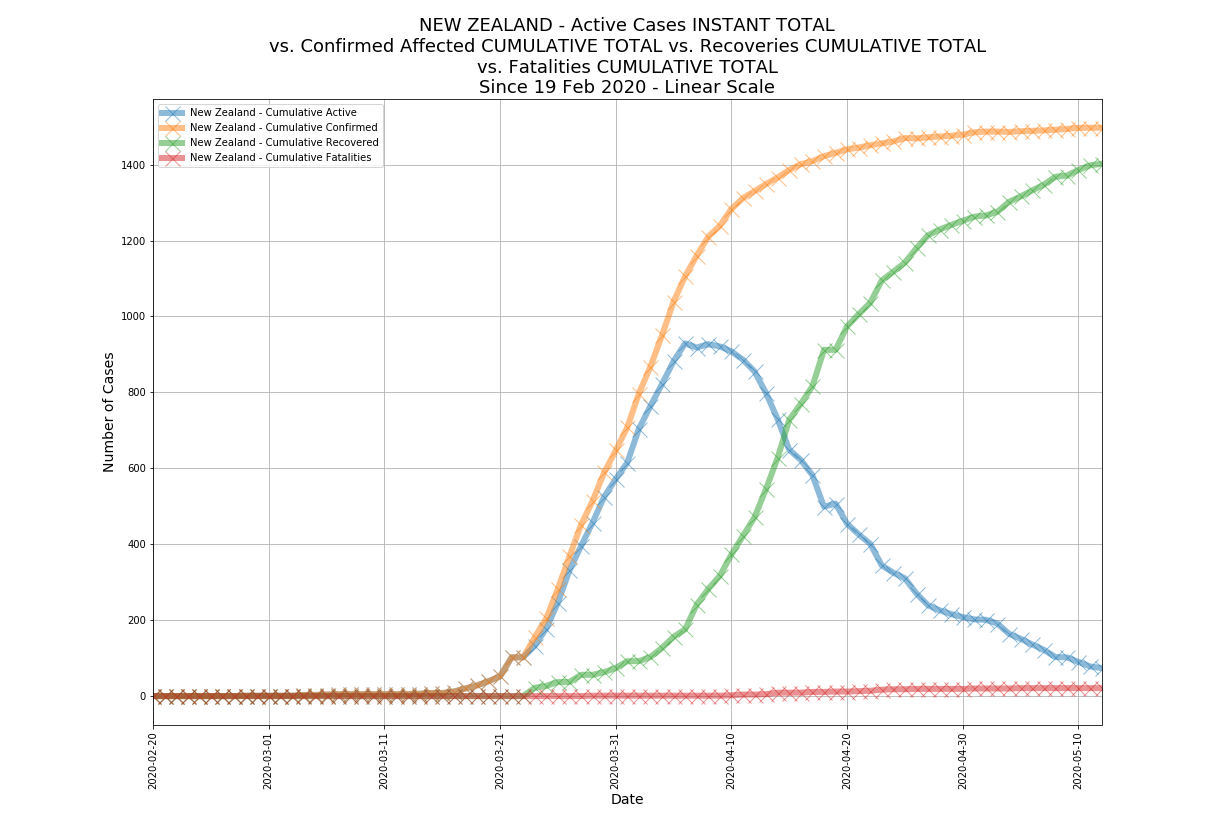 NEW ZEALAND - Active Cases INSTANT TOTAL
vs. Confirmed Affected CUMULATIVE TOTAL vs. Recoveries CUMULATIVE TOTAL
vs. Fatalities CUMULATIVE TOTAL
Since 19 Feb 2020 - Linear Scale
New Zealand - Cumulative Active
New Zealand - Cumulative Confirmed
New Zealand - Cumulative Recovered
New Zealand - Cumulative Fatalities
Number of Cases
1400
1200
1000
800
600
400
200
0
2020-02-20
2020-03-01
2020-03-11
2020-03-21
2020-03-31
2020-04-10
2020-04-20
2020-04-30
2020-05-10
Date